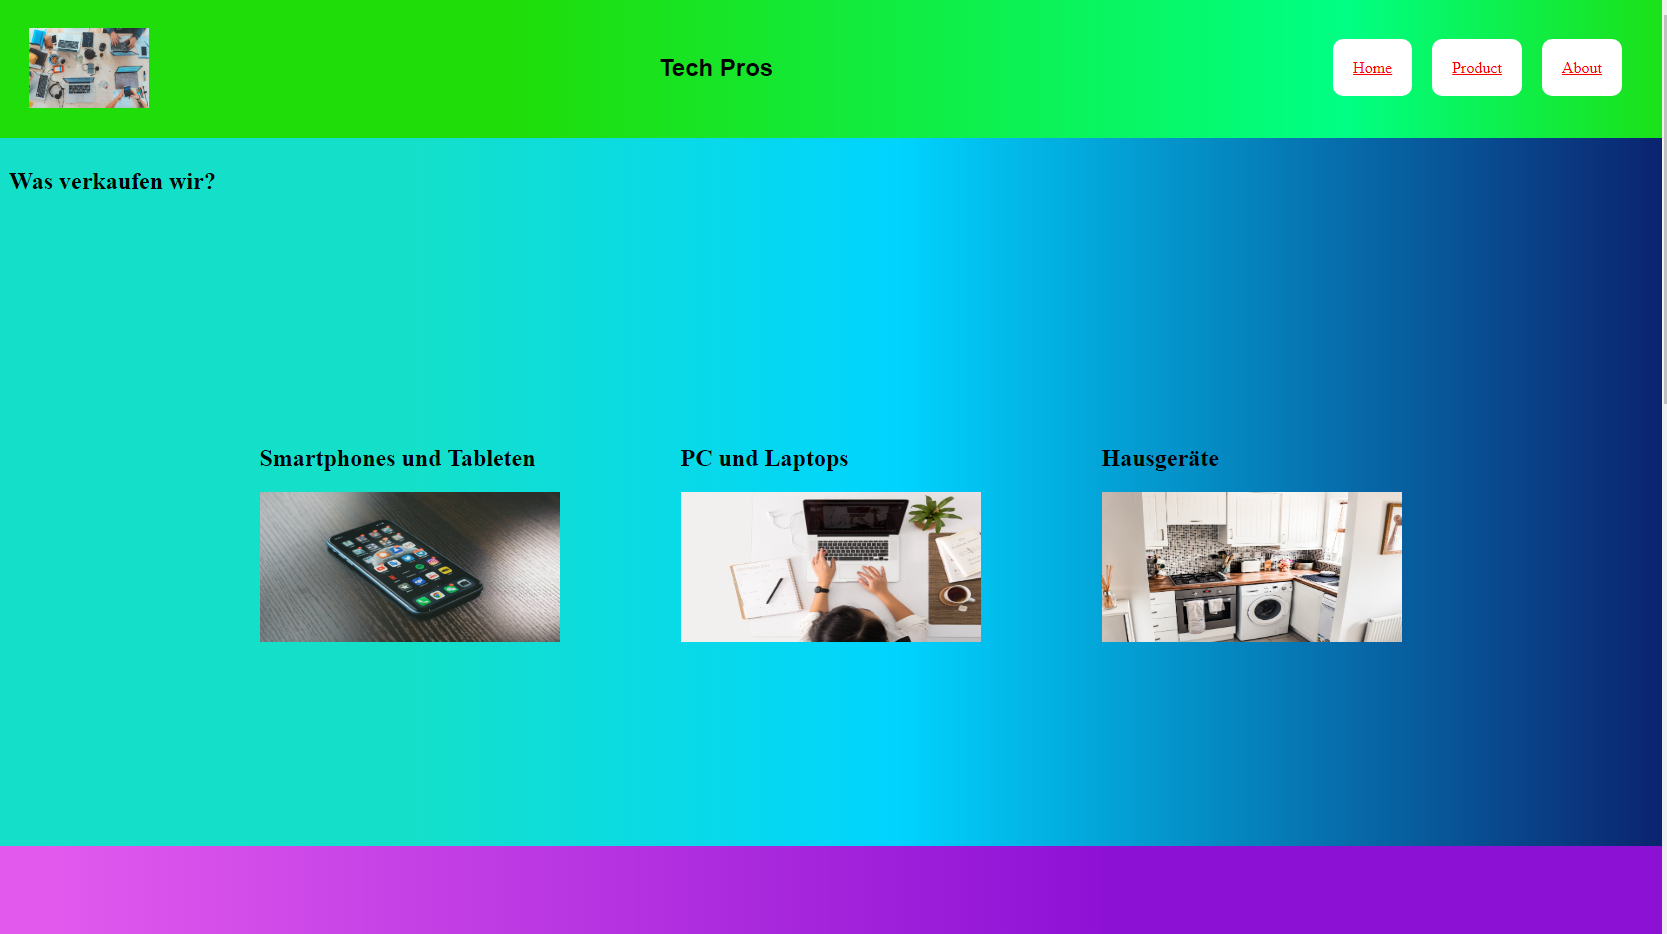 Tech Pros
Home
Product
About
Was verkaufen wir?
Smartphones und Tableten
PC und Laptops
Hausgeräte